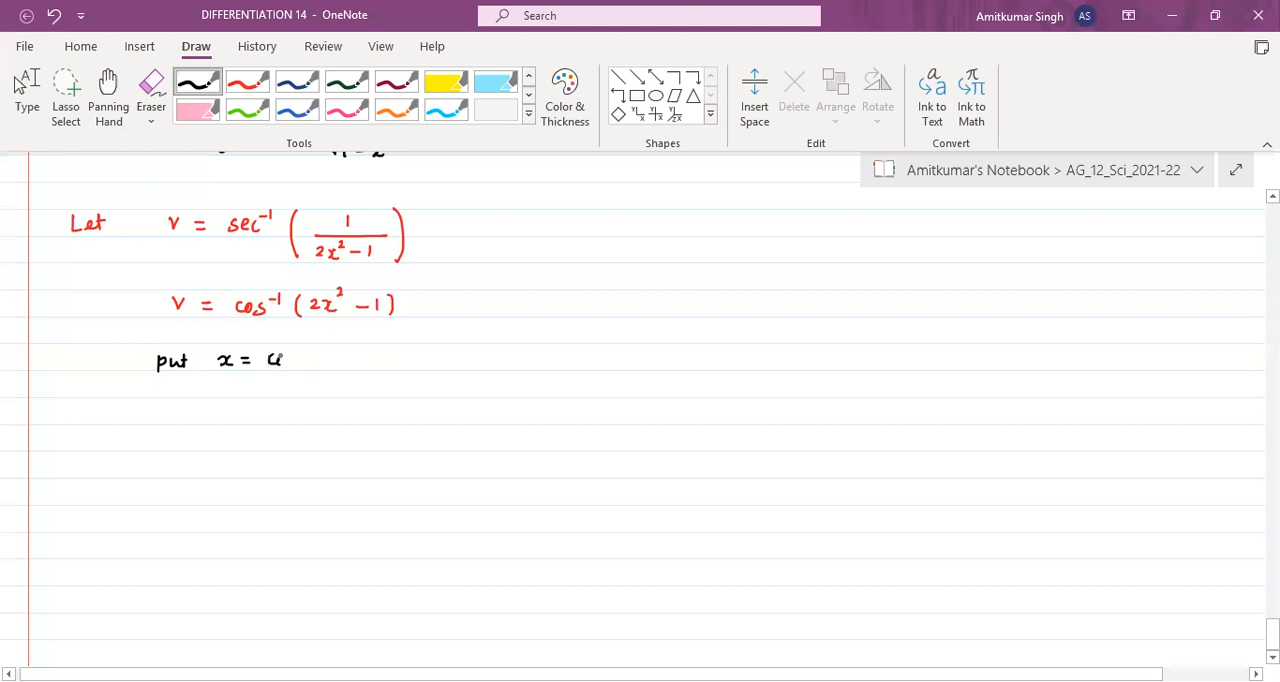 DIFFERENTIATION 14 - OneNote
Search
Amitkumar Singh AS
File Home Insert Draw History Review View Help
Type
Lasso Select
Panning Hand
Eraser
Color & Thickness
Insert Space
Delete
Arrange
Rotate
Ink to Text
Ink to Math
Tools Shapes Edit Convert
Amitkumar's Notebook > AG_12_Sci_2021-22
Let v = sec⁻¹ ( 1 / (2x² - 1) )
v = cos⁻¹ ( 2x² - 1 )
put x =